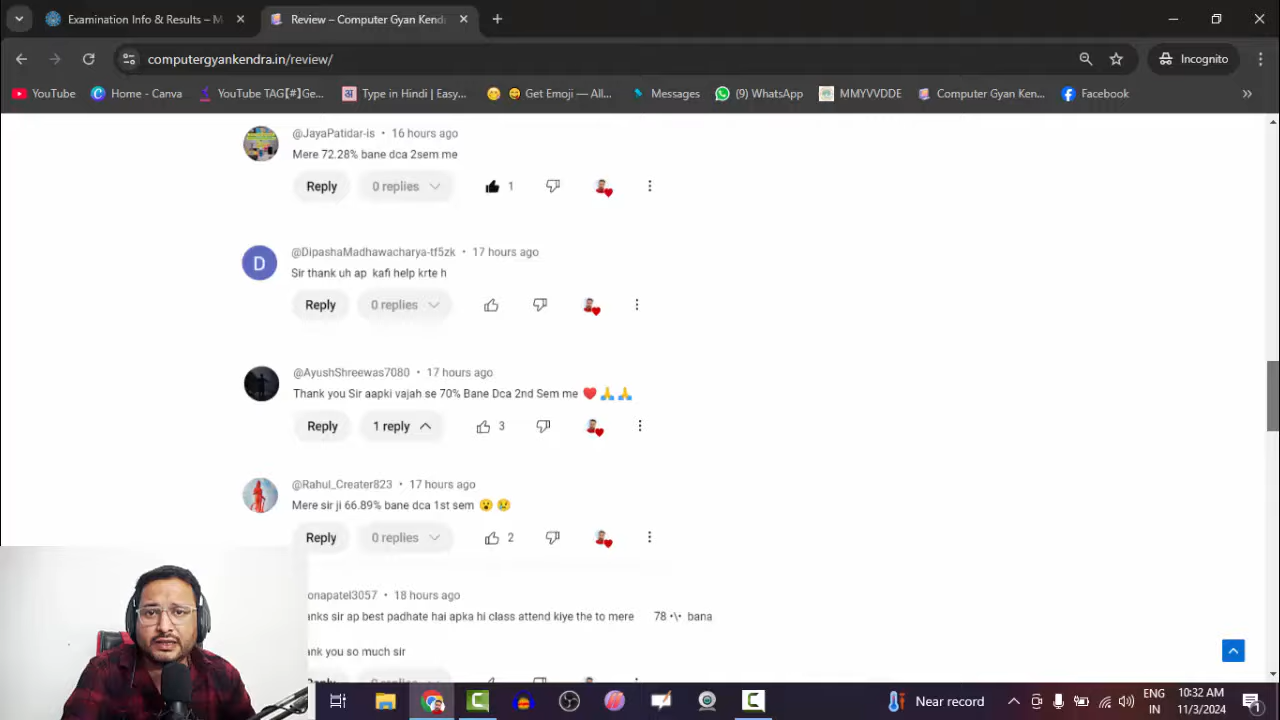 Examination Info & Results – M
Review – Computer Gyan Kend
computergyankendra.in/review/
Incognito
YouTube
Home - Canva
YouTube TAG【#】Ge...
Type in Hindi | Easy...
Get Emoji — All...
Messages
(9) WhatsApp
MMYVVDDE
Computer Gyan Ken...
Facebook
@JayaPatidar-is • 16 hours ago
Mere 72.28% bane dca 2sem me
Reply 0 replies 1
D
@DipashaMadhawacharya-tf5zk • 17 hours ago
Sir thank uh ap kafi help krte h
Reply 0 replies
@AyushShreewas7080 • 17 hours ago
Thank you Sir aapki vajah se 70% Bane Dca 2nd Sem me ❤️🙏🙏
Reply 1 reply 3
@Rahul_Creater823 • 17 hours ago
Mere sir ji 66.89% bane dca 1st sem 😮😢
Reply 0 replies 2
onapatel3057 • 18 hours ago
anks sir ap best padhate hai apka hi class attend kiye the to mere 78 •\• bana
ank you so much sir
Near record
ENG
IN
10:32 AM
11/3/2024
1